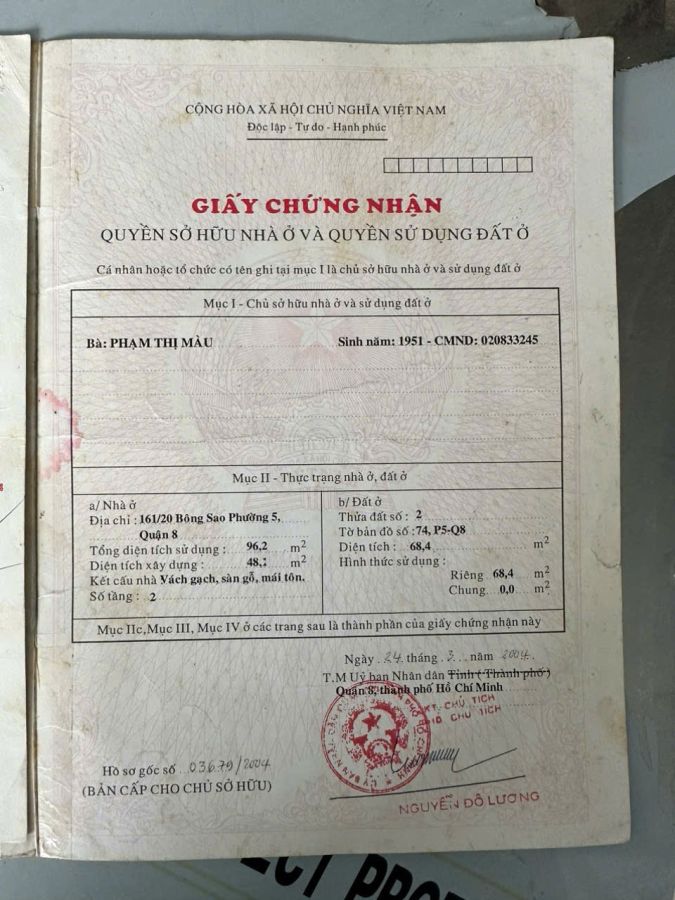 CỘNG HÒA XÃ HỘI CHỦ NGHĨA VIỆT NAM
Độc lập - Tự do - Hạnh phúc
GIẤY CHỨNG NHẬN
QUYỀN SỞ HỮU NHÀ Ở VÀ QUYỀN SỬ DỤNG ĐẤT Ở
Cá nhân hoặc tổ chức có tên ghi tại mục I là chủ sở hữu nhà ở và sử dụng đất ở
Mục I - Chủ sở hữu nhà ở và sử dụng đất ở
Bà: PHẠM THỊ MÀU Sinh năm: 1951 - CMND: 020833245
Mục II - Thực trạng nhà ở, đất ở
a/ Nhà ở
Địa chỉ : 161/20 Bông Sao Phường 5,
Quận 8
Tổng diện tích sử dụng : 96,2 m2
Diện tích xây dựng : 48, m2
Kết cấu nhà Vách gạch, sàn gỗ, mái tôn.
Số tầng : 2
b/ Đất ở
Thửa đất số : 2
Tờ bản đồ số : 74, P5-Q8
Diện tích : 68,4 m2
Hình thức sử dụng :
Riêng 68,4 m2
Chung 0,0 m2
Mục IIc, Mục III, Mục IV ở các trang sau là thành phần của giấy chứng nhận này
Ngày 24 tháng 3 năm 2004
T.M Uỷ ban Nhân dân Tỉnh ( Thành phố )
Quận 8, thành phố Hồ Chí Minh
KT. CHỦ TỊCH
PHÓ CHỦ TỊCH
Hồ sơ gốc số 03679/2004
(BẢN CẤP CHO CHỦ SỞ HỮU)
NGUYỄN ĐÔ LƯƠNG